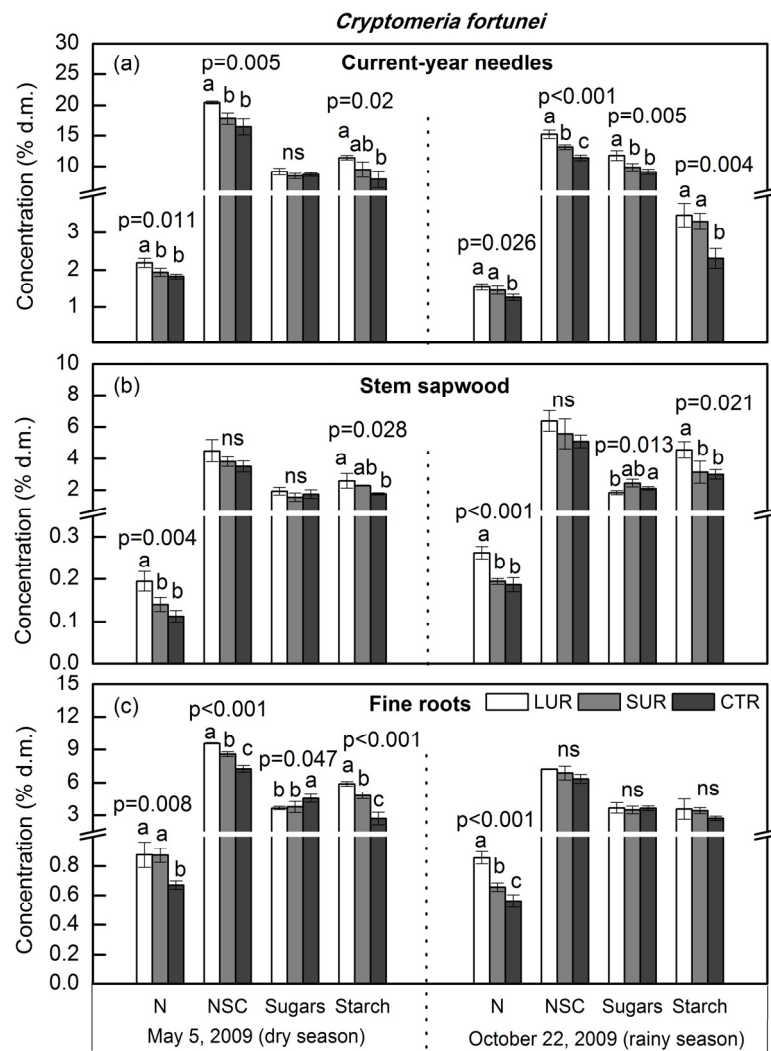 Cryptomeria fortunei
(a) Current-year needles
Concentration (% d.m.)
30
25
20
15
10
3
2
1
p=0.005
a b b
p=0.02
a ab b
ns
p=0.011
a b b
p<0.001
a b c
p=0.005
a b b
p=0.004
a a b
p=0.026
a a b
(b) Stem sapwood
Concentration (% d.m.)
10
8
6
4
2
0.3
0.2
0.1
0.0
ns
ns
p=0.028
a ab b
p=0.004
a b b
ns
p=0.013
b ab a
p=0.021
a b b
p<0.001
a b b
(c) Fine roots LUR SUR CTR
Concentration (% d.m.)
15
12
9
6
3
0.8
0.6
0.4
0.2
0.0
p<0.001
a b c
p=0.047
b b a
p<0.001
a b c
p=0.008
a a b
ns
ns
ns
p<0.001
a b c
N NSC Sugars Starch N NSC Sugars Starch
May 5, 2009 (dry season) October 22, 2009 (rainy season)